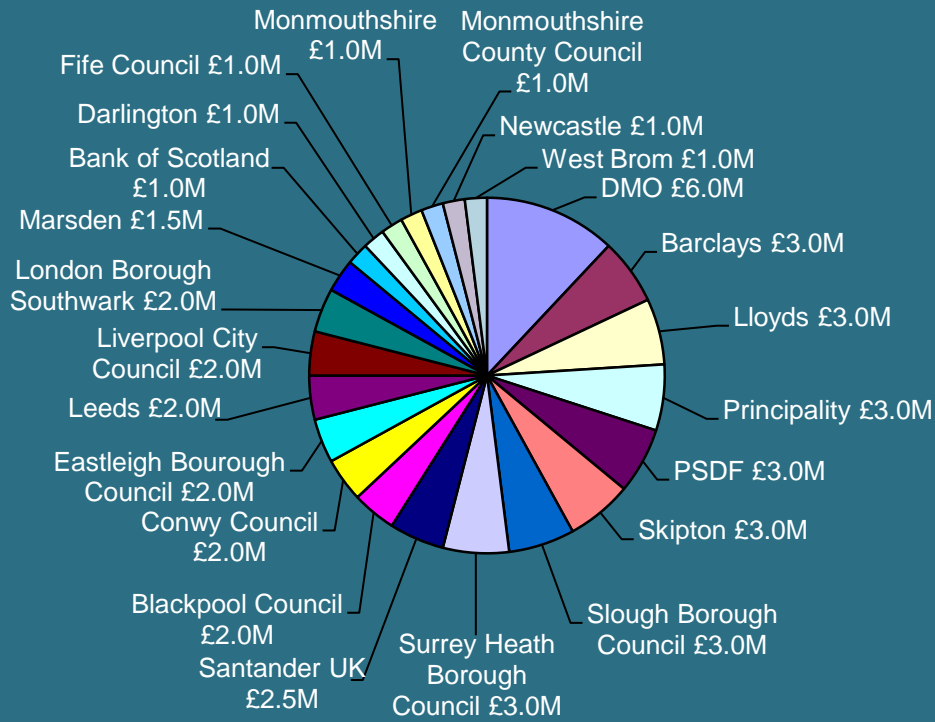 Monmouthshire
£1.0M
Monmouthshire
County Council
£1.0M
Fife Council £1.0M
Darlington £1.0M
Newcastle £1.0M
Bank of Scotland
£1.0M
West Brom £1.0M
DMO £6.0M
Marsden £1.5M
Barclays £3.0M
London Borough
Southwark £2.0M
Lloyds £3.0M
Liverpool City
Council £2.0M
Leeds £2.0M
Principality £3.0M
Eastleigh Bourough
Council £2.0M
PSDF £3.0M
Conwy Council
£2.0M
Skipton £3.0M
Blackpool Council
£2.0M
Slough Borough
Council £3.0M
Santander UK
£2.5M
Surrey Heath
Borough
Council £3.0M